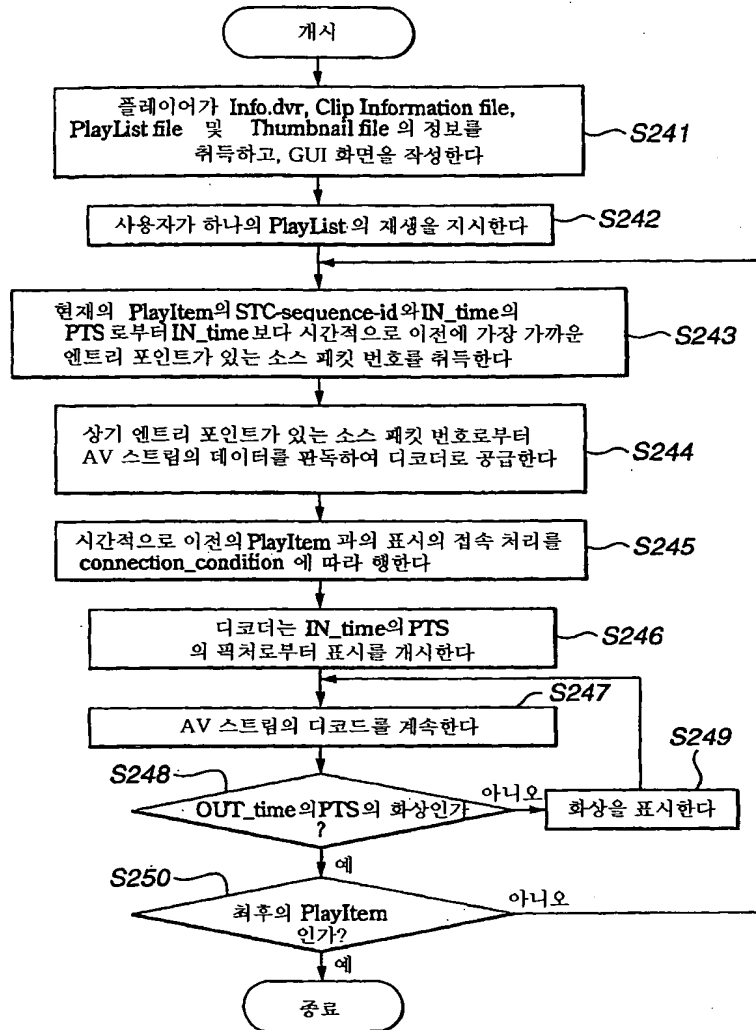 개시
플레이어가 Info.dvr, Clip Information file,
PlayList file 및 Thumbnail file 의 정보를
취득하고, GUI 화면을 작성한다
S241
사용자가 하나의 PlayList 의 재생을 지시한다
S242
현재의 PlayItem의 STC-sequence-id와 IN_time의
PTS 로부터 IN_time 보다 시간적으로 이전에 가장 가까운
엔트리 포인트가 있는 소스 패킷 번호를 취득한다
S243
상기 엔트리 포인트가 있는 소스 패킷 번호로부터
AV 스트림의 데이터를 판독하여 디코더로 공급한다
S244
시간적으로 이전의 PlayItem 과의 표시의 접속 처리를
connection_condition 에 따라 행한다
S245
디코더는 IN_time의 PTS
의 픽처로부터 표시를 개시한다
S246
S247
AV 스트림의 디코드를 계속한다
S248
OUT_time의 PTS의 화상인가
?
아니오
S249
화상을 표시한다
예
S250
최후의 PlayItem
인가?
아니오
예
종료